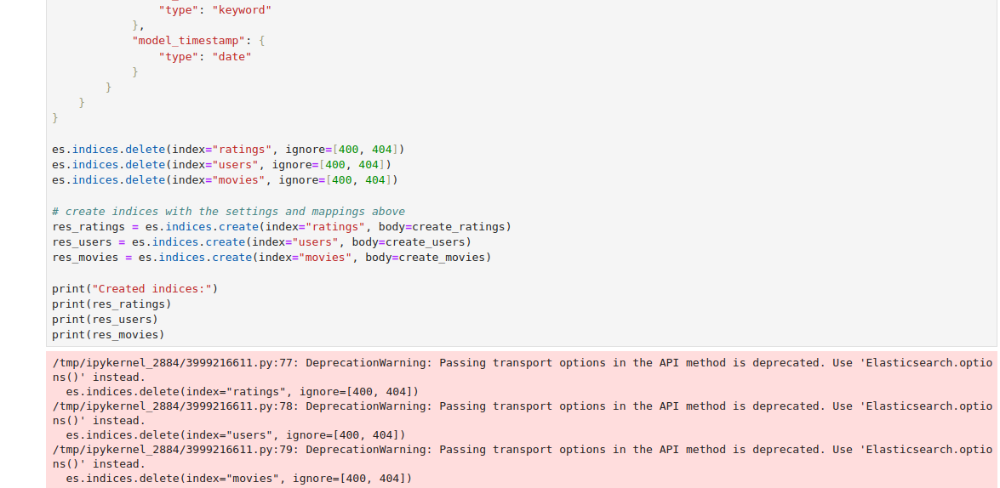 "type": "keyword"
},
"model_timestamp": {
"type": "date"
}
}
}
}
es.indices.delete(index="ratings", ignore=[400, 404])
es.indices.delete(index="users", ignore=[400, 404])
es.indices.delete(index="movies", ignore=[400, 404])
# create indices with the settings and mappings above
res_ratings = es.indices.create(index="ratings", body=create_ratings)
res_users = es.indices.create(index="users", body=create_users)
res_movies = es.indices.create(index="movies", body=create_movies)
print("Created indices:")
print(res_ratings)
print(res_users)
print(res_movies)
/tmp/ipykernel_2884/3999216611.py:77: DeprecationWarning: Passing transport options in the API method is deprecated. Use 'Elasticsearch.optio
ns()' instead.
es.indices.delete(index="ratings", ignore=[400, 404])
/tmp/ipykernel_2884/3999216611.py:78: DeprecationWarning: Passing transport options in the API method is deprecated. Use 'Elasticsearch.optio
ns()' instead.
es.indices.delete(index="users", ignore=[400, 404])
/tmp/ipykernel_2884/3999216611.py:79: DeprecationWarning: Passing transport options in the API method is deprecated. Use 'Elasticsearch.optio
ns()' instead.
es.indices.delete(index="movies", ignore=[400, 404])